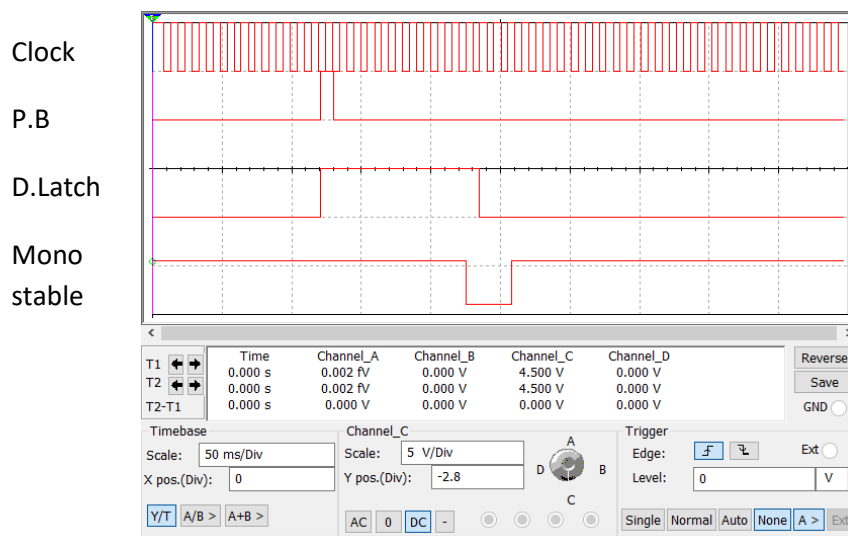 Clock
P.B
D.Latch
Mono
stable
T1
T2
T2-T1
Time Channel_A Channel_B Channel_C Channel_D
0.000 s 0.002 fV 0.000 V 4.500 V 0.000 V
0.000 s 0.002 fV 0.000 V 4.500 V 0.000 V
0.000 s 0.000 V 0.000 V 0.000 V 0.000 V
Reverse
Save
GND
Timebase
Scale: 50 ms/Div
X pos.(Div): 0
Y/T A/B > A+B >
Channel_C
Scale: 5 V/Div
Y pos.(Div): -2.8
AC 0 DC -
A
D B
C
Trigger
Edge: Ext
Level: 0 V
Single Normal Auto None A > Ext